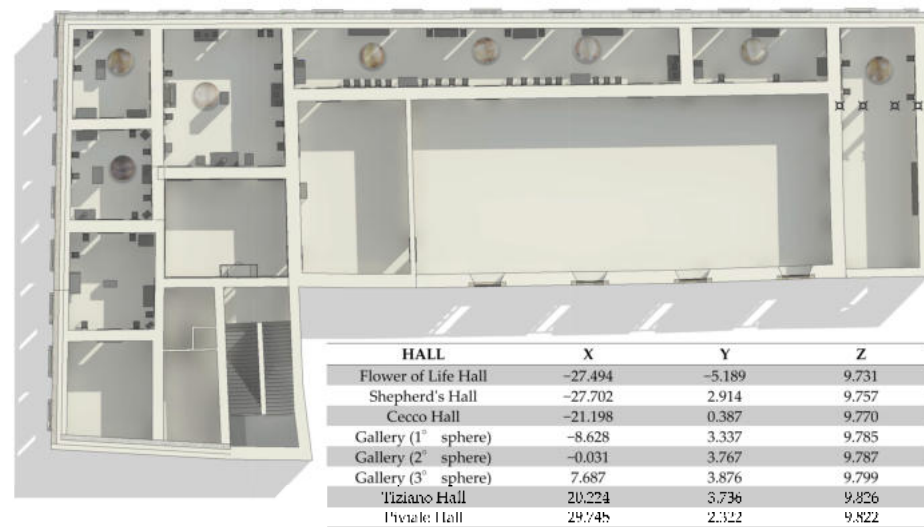 HALL X Y Z
Flower of Life Hall −27.494 −5.189 9.731
Shepherd's Hall −27.702 2.914 9.757
Cecco Hall −21.198 0.387 9.770
Gallery (1° sphere) −8.628 3.337 9.785
Gallery (2° sphere) −0.031 3.767 9.787
Gallery (3° sphere) 7.687 3.876 9.799
Tiziano Hall 20.224 3.736 9.826
Piviale Hall 29.745 2.322 9.822